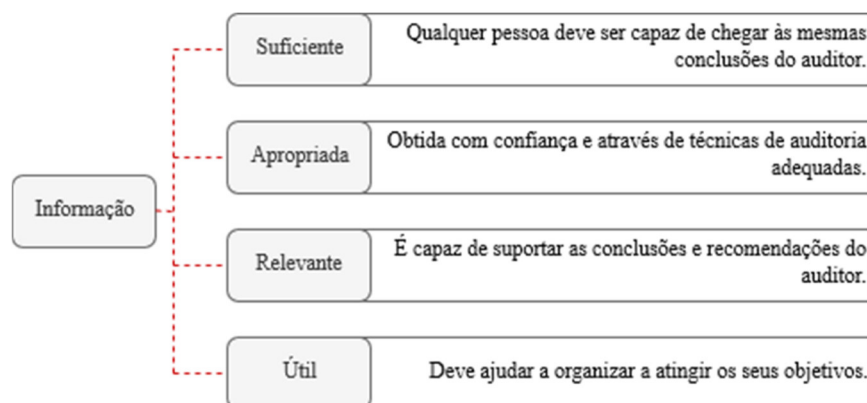 Suficiente
Qualquer pessoa deve ser capaz de chegar às mesmas
conclusões do auditor.
Apropriada
Obtida com confiança e através de técnicas de auditoria
adequadas.
Informação
Relevante
É capaz de suportar as conclusões e recomendações do
auditor.
Útil
Deve ajudar a organizar a atingir os seus objetivos.